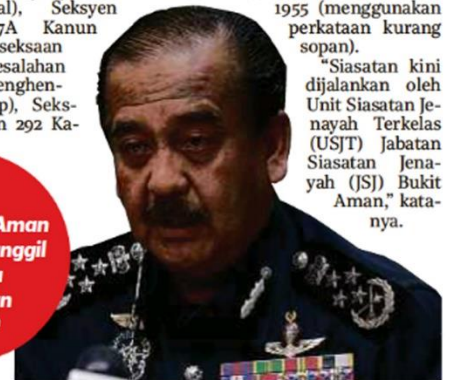 al), Seksyen
7A Kanun
seksaan
esalahan
enghen-
p), Seks-
n 292 Ka-
1955 (menggunakan
perkataan kurang
sopan).
“Siasatan kini
dijalankan oleh
Unit Siasatan Je-
nayah Terkelas
(USJT) Jabatan
Siasatan Jena-
yah (JSJ) Bukit
Aman,” kata-
nya.
Aman
nggil
n